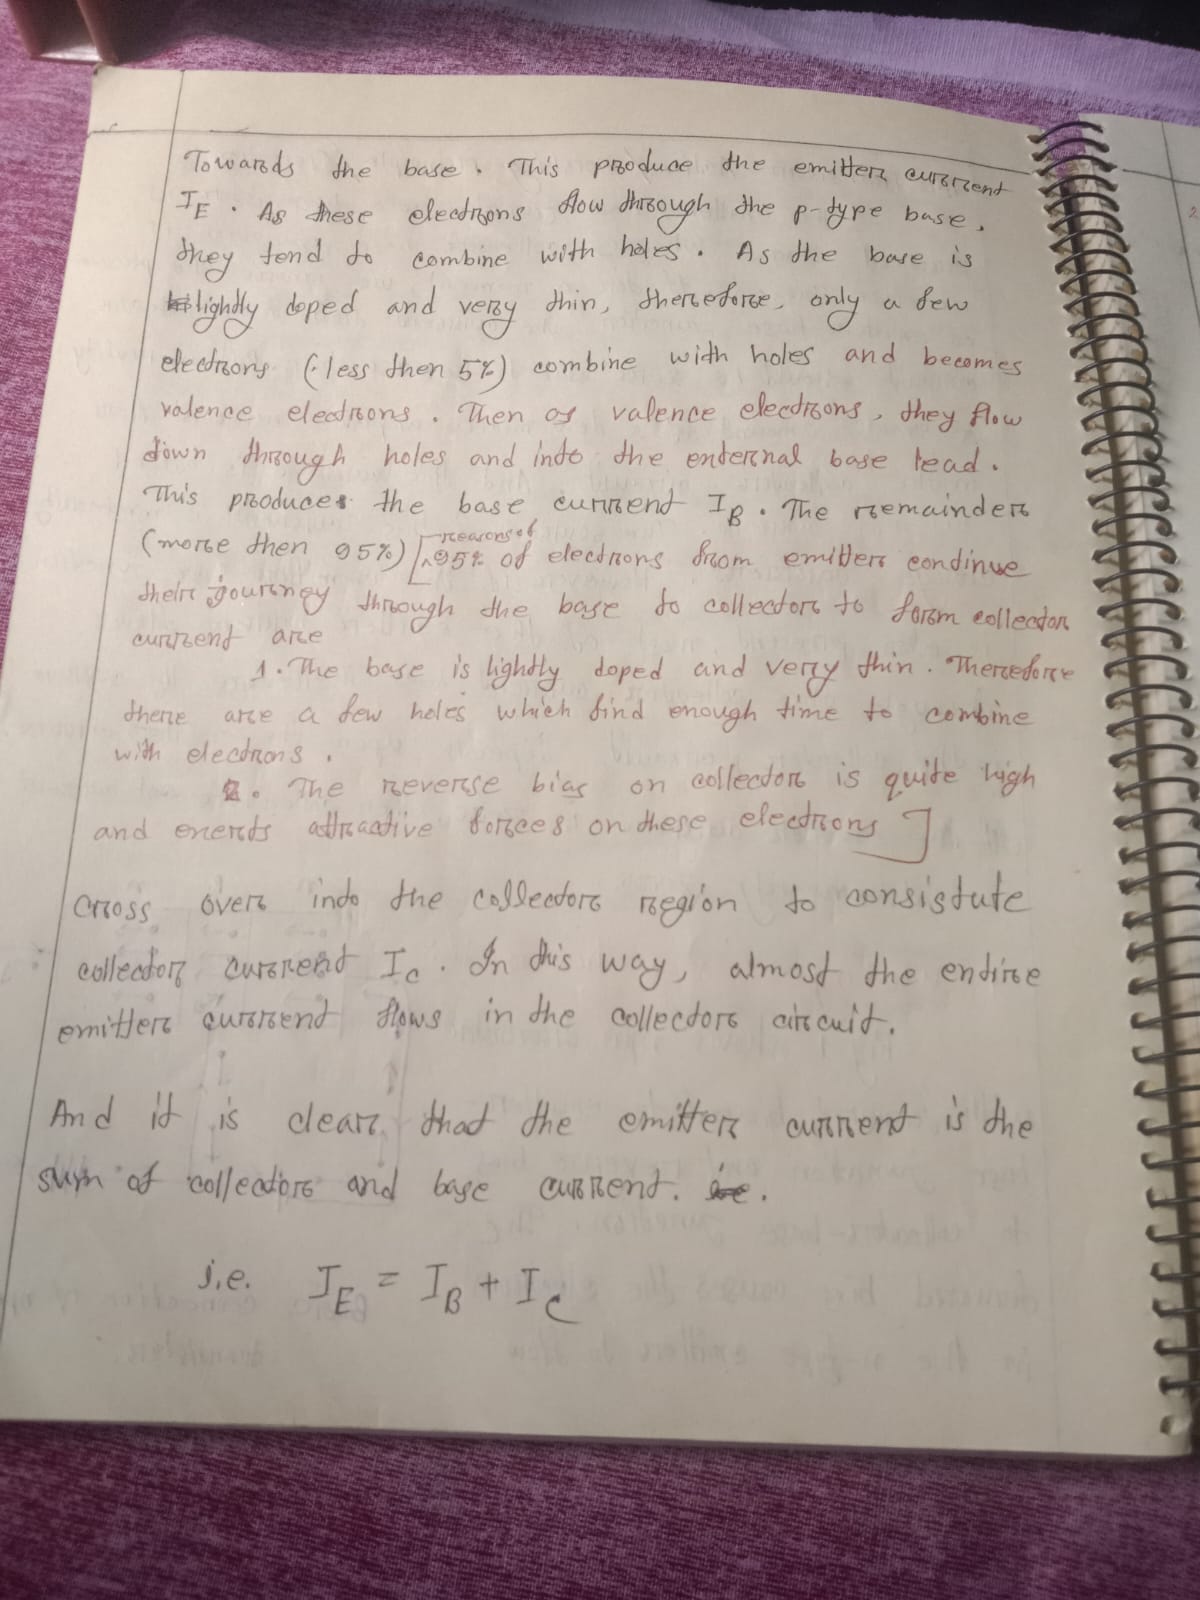 Towards the base. This produce the emitter current
IE. As these electrons flow through the p-type base,
they tend to combine with holes. As the base is
lightly doped and very thin, therefore, only a few
electrons (less then 5%) combine with holes and becomes
valence electrons. Then as valence electrons, they flow
down through holes and into the external base lead.
This produces the base current IB. The remainder
reasons of
(more then 95%) [95% of electrons from emitter continue
their journey through the base to collector to form collector
current are
1. The base is lightly doped and very thin. Therefore
there are a few holes which find enough time to combine
with electrons.
2. The reverse bias on collector is quite high
and exerts attractive forces on these electrons]
cross over into the collector region to consistute
collector current Ic. In this way, almost the entire
emitter current flows in the collector circuit.
And it is clear that the emitter current is the
sum of collector and base current.
i.e. IE = IB + IC